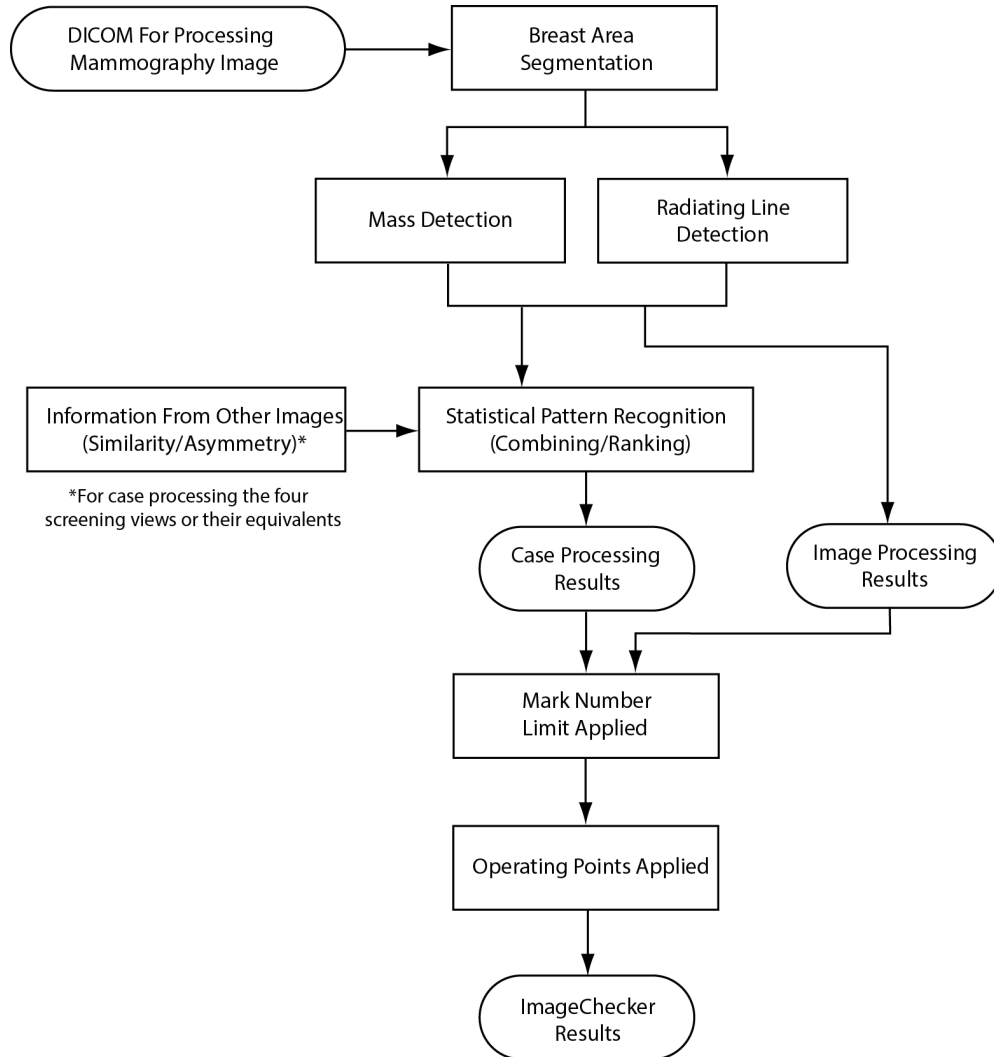 DICOM For Processing
Mammography Image
Breast Area
Segmentation
Mass Detection
Radiating Line
Detection
Information From Other Images
(Similarity/Asymmetry)*
Statistical Pattern Recognition
(Combining/Ranking)
*For case processing the four
screening views or their equivalents
Case Processing
Results
Image Processing
Results
Mark Number
Limit Applied
Operating Points Applied
ImageChecker
Results